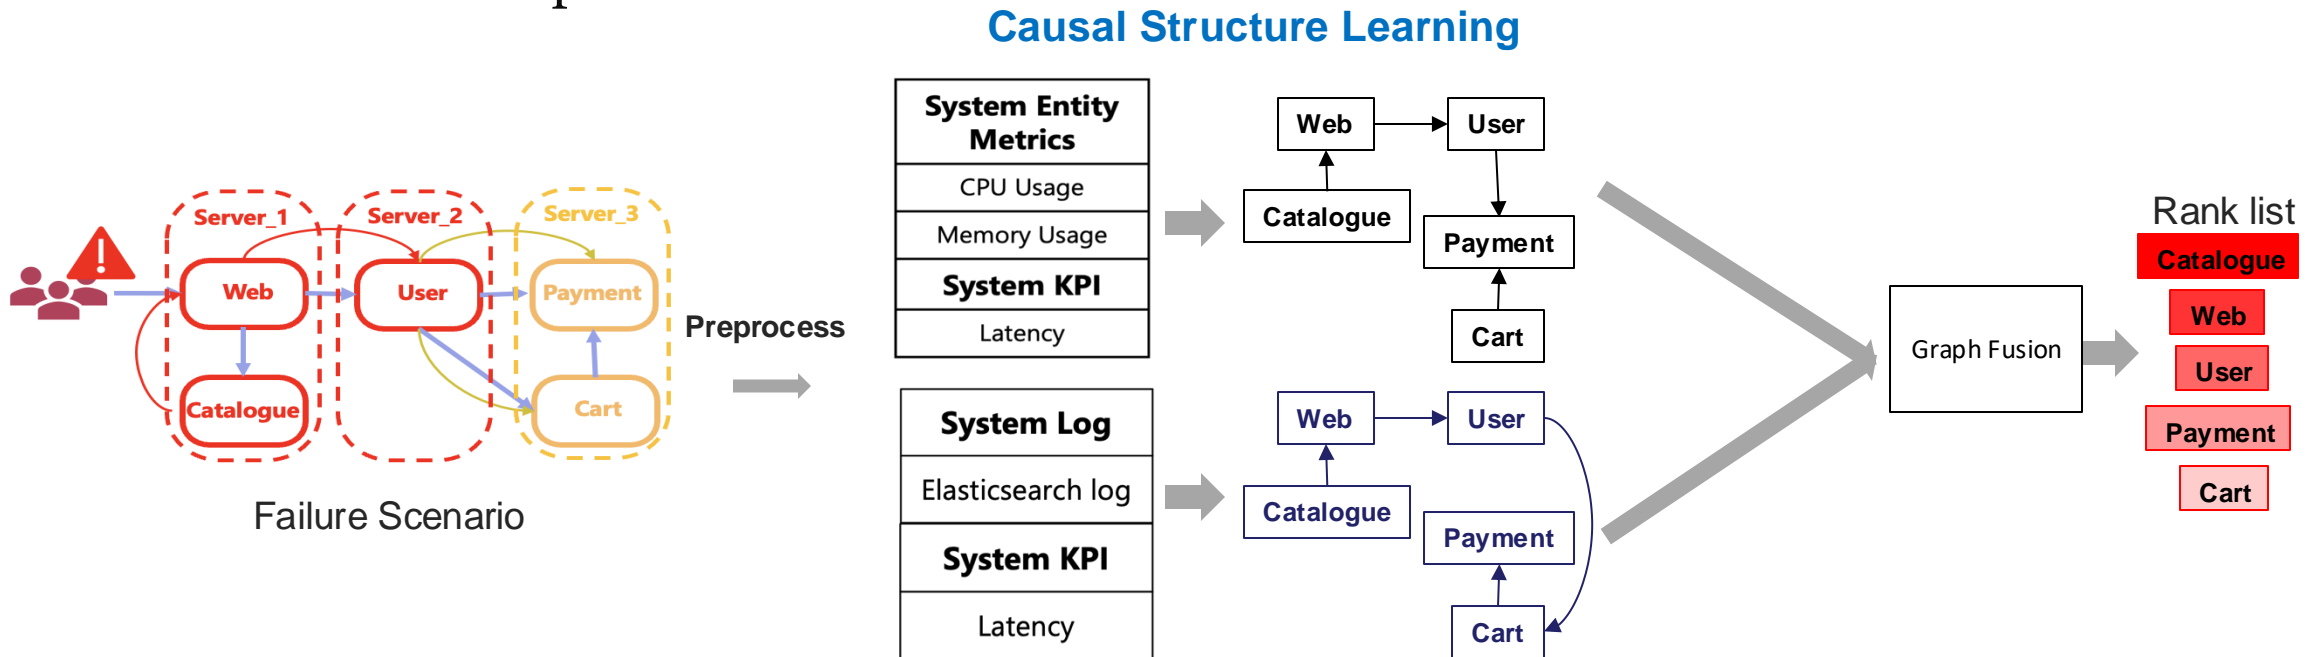 Causal Structure Learning
Server_1
Server_2
Server_3
Web
User
Payment
Catalogue
Cart
Failure Scenario
Preprocess
System Entity
Metrics
CPU Usage
Memory Usage
System KPI
Latency
System Log
Elasticsearch log
System KPI
Latency
Web
User
Catalogue
Payment
Cart
Web
User
Catalogue
Payment
Cart
Graph Fusion
Rank list
Catalogue
Web
User
Payment
Cart